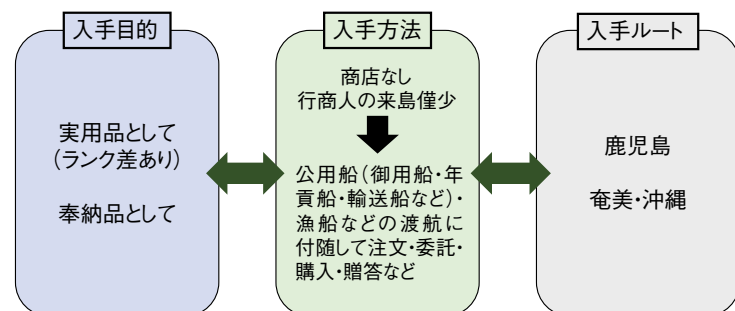 入手目的
実用品として
(ランク差あり)
奉納品として
入手方法
商店なし
行商人の来島僅少
公用船(御用船・年
貢船・輸送船など)・
漁船などの渡航に
付随して注文・委託・
購入・贈答など
入手ルート
鹿児島
奄美・沖縄